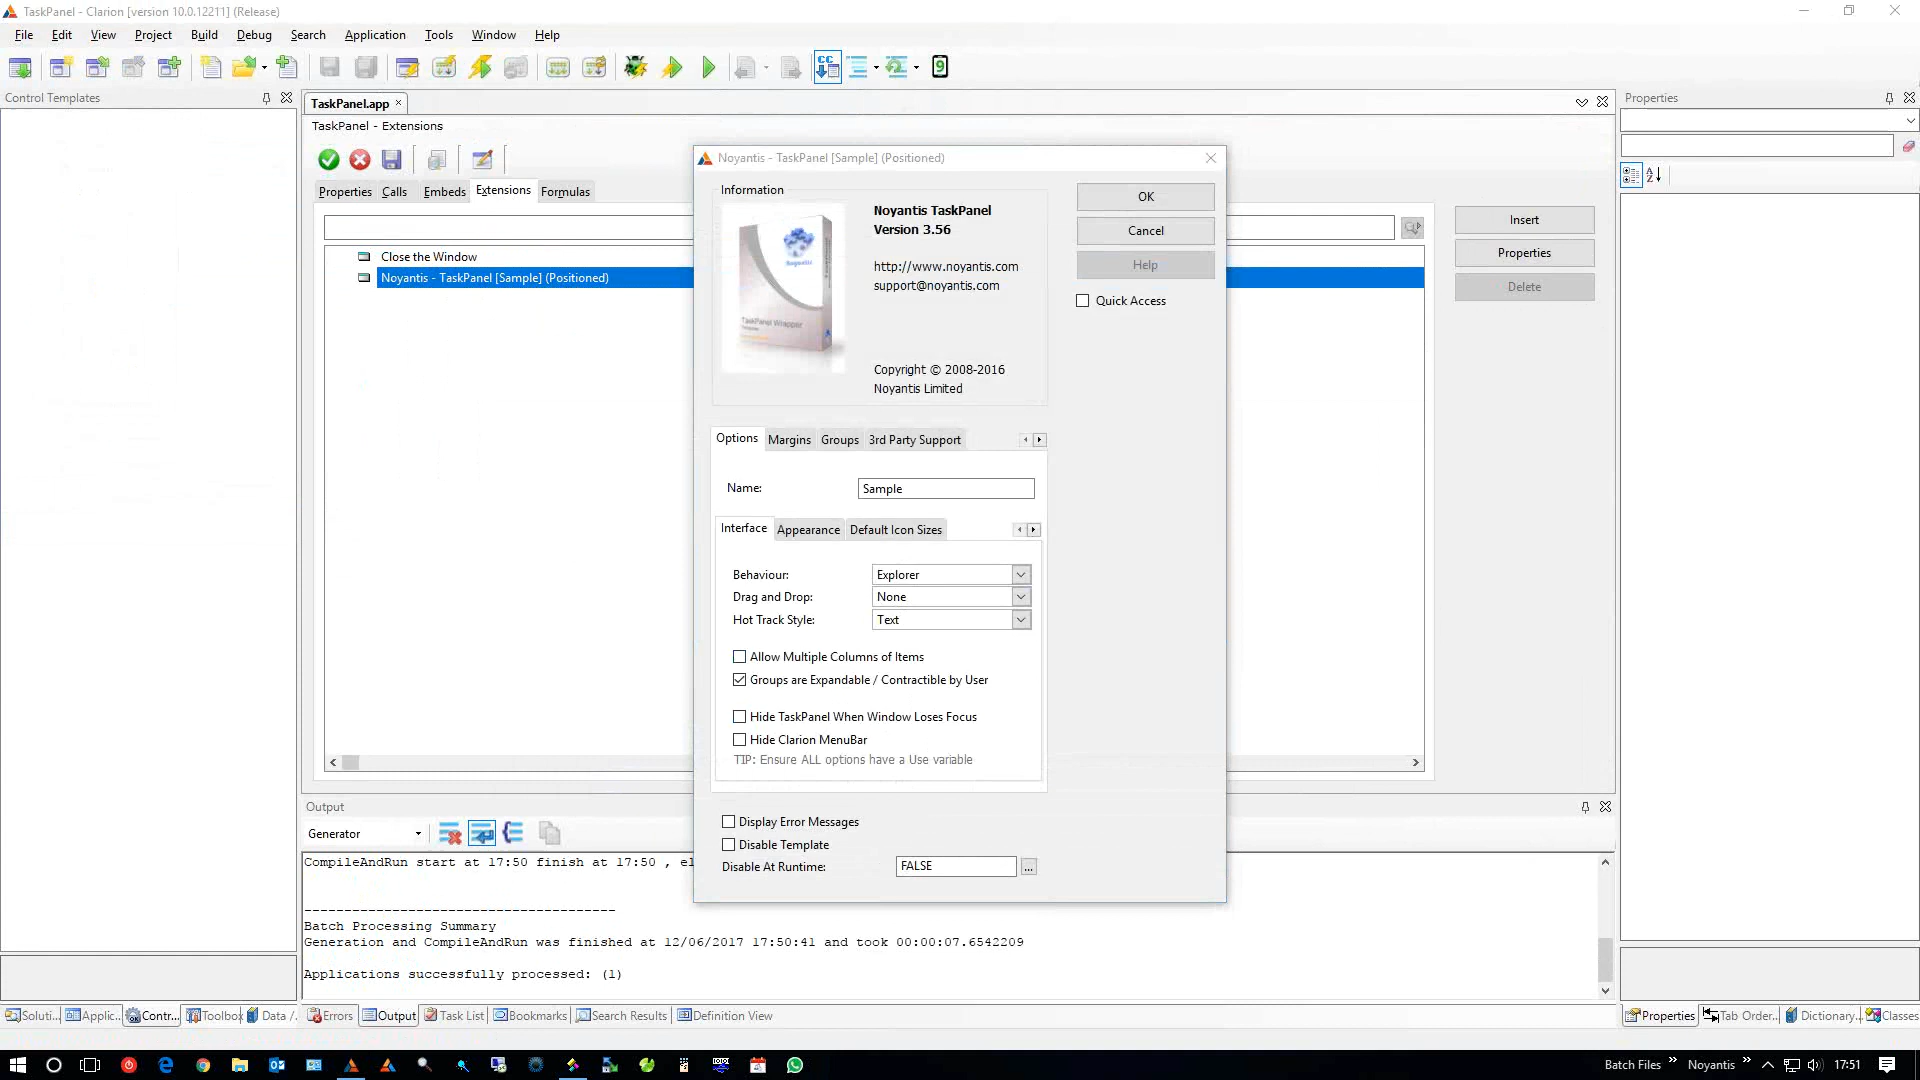 TaskPanel - Clarion [version 10.0.12211] (Release)
File Edit View Project Build Debug Search Application Tools Window Help
Control Templates
TaskPanel.app
Properties
TaskPanel - Extensions
Properties Calls Embeds Extensions Formulas
Close the Window
Noyantis - TaskPanel [Sample] (Positioned)
Insert
Properties
Delete
Noyantis - TaskPanel [Sample] (Positioned)
Information
Noyantis TaskPanel
Version 3.56
http://www.noyantis.com
support@noyantis.com
Copyright © 2008-2016
Noyantis Limited
Noyantis
TaskPanel Wrapper
OK
Cancel
Help
Quick Access
Options Margins Groups 3rd Party Support
Name: Sample
Interface Appearance Default Icon Sizes
Behaviour: Explorer
Drag and Drop: None
Hot Track Style: Text
Allow Multiple Columns of Items
Groups are Expandable / Contractible by User
Hide TaskPanel When Window Loses Focus
Hide Clarion MenuBar
TIP: Ensure ALL options have a Use variable
Display Error Messages
Disable Template
Disable At Runtime: FALSE ...
Output
Generator
CompileAndRun start at 17:50 finish at 17:50 , el
--------------------------------------
Batch Processing Summary
Generation and CompileAndRun was finished at 12/06/2017 17:50:41 and took 00:00:07.6542209
Applications successfully processed: (1)
Soluti... Applic... Contr... Toolbox Data /. Errors Output Task List Bookmarks Search Results Definition View Properties Tab Order.. Dictionary.. Classes
Batch Files » Noyantis » 17:51